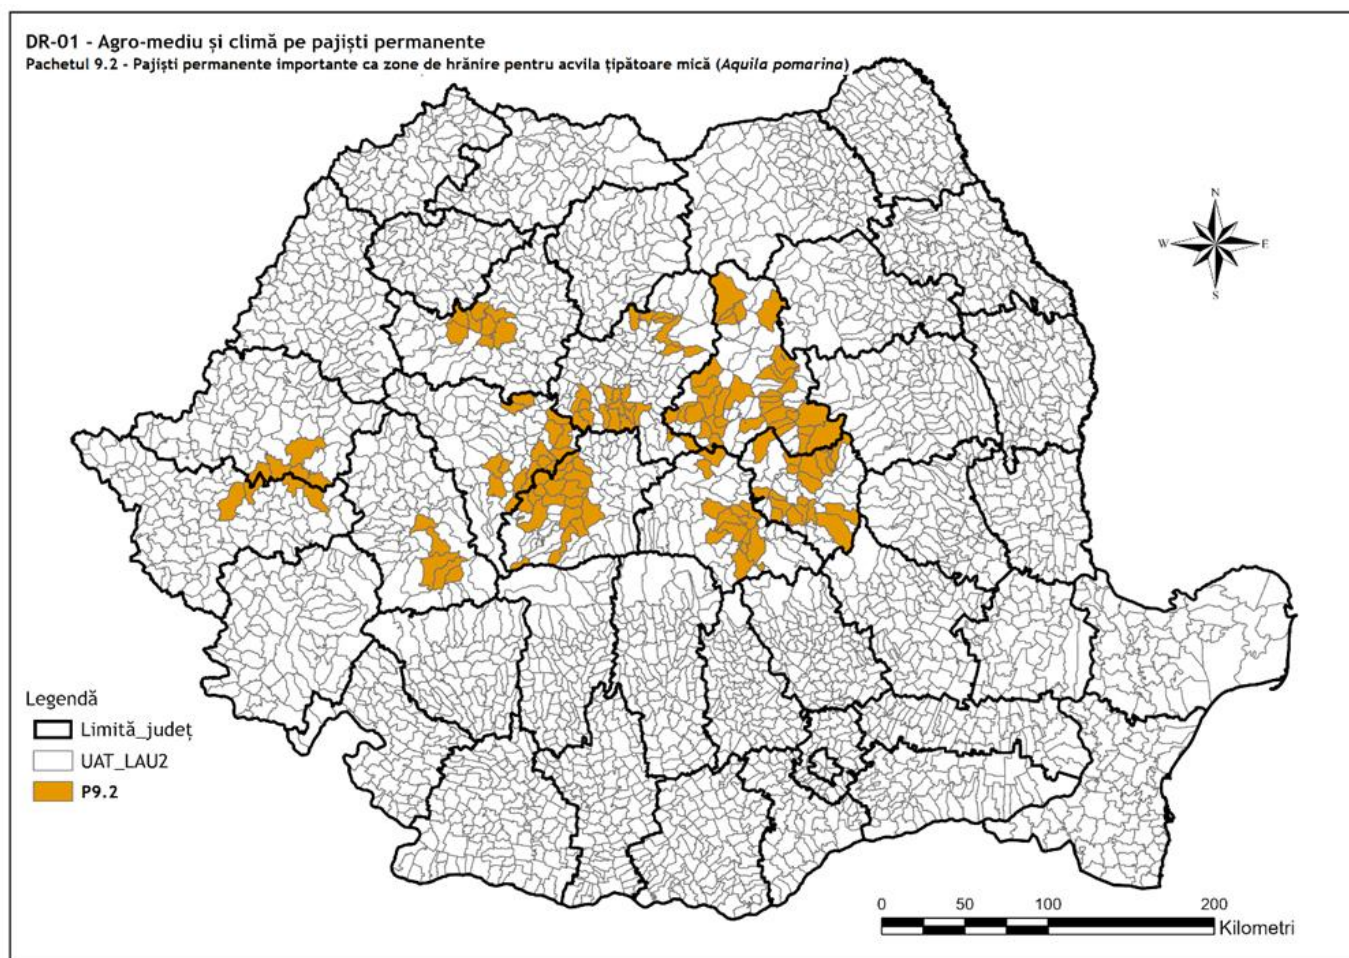 DR-01 - Agro-mediu și climă pe pajiști permanente
Pachetul 9.2 - Pajiști permanente importante ca zone de hrănire pentru acvila țipătoare mică (Aquila pomarina)
N
W E
S
Legendă
Limită_județ
UAT_LAU2
P9.2
0 50 100 200
Kilometri